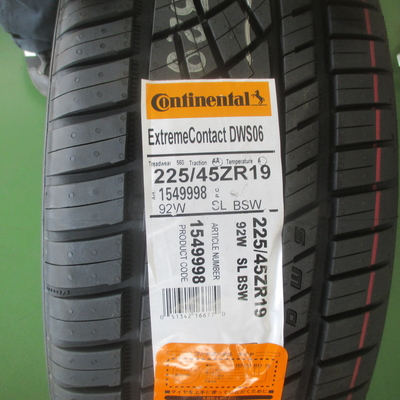 Continental
ExtremeContact DWS06
Treadwear 560 Traction AA Temperature A
225/45ZR19
1549998
92W SL BSW
225/45ZR19
92W SL BSW
ARTICLE NUMBER
1549998
PRODUCT CODE